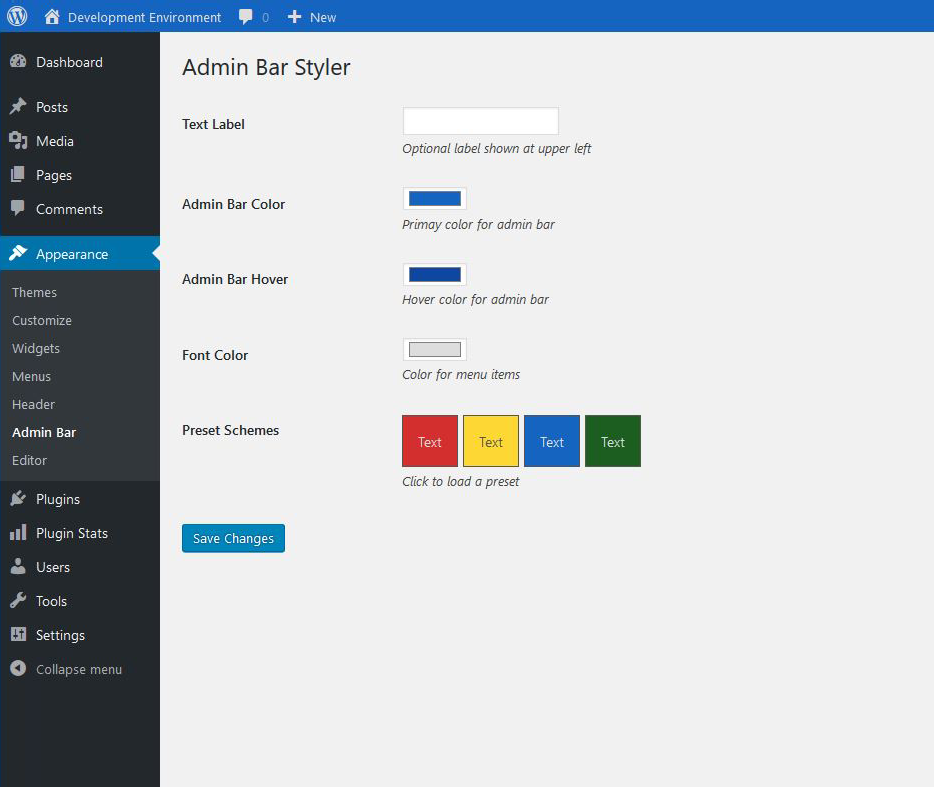 Development Environment 0 New
Dashboard
Posts
Media
Pages
Comments
Appearance
Themes
Customize
Widgets
Menus
Header
Admin Bar
Editor
Plugins
Plugin Stats
Users
Tools
Settings
Collapse menu
Admin Bar Styler
Text Label
Optional label shown at upper left
Admin Bar Color
Primay color for admin bar
Admin Bar Hover
Hover color for admin bar
Font Color
Color for menu items
Preset Schemes
Text Text Text Text
Click to load a preset
Save Changes